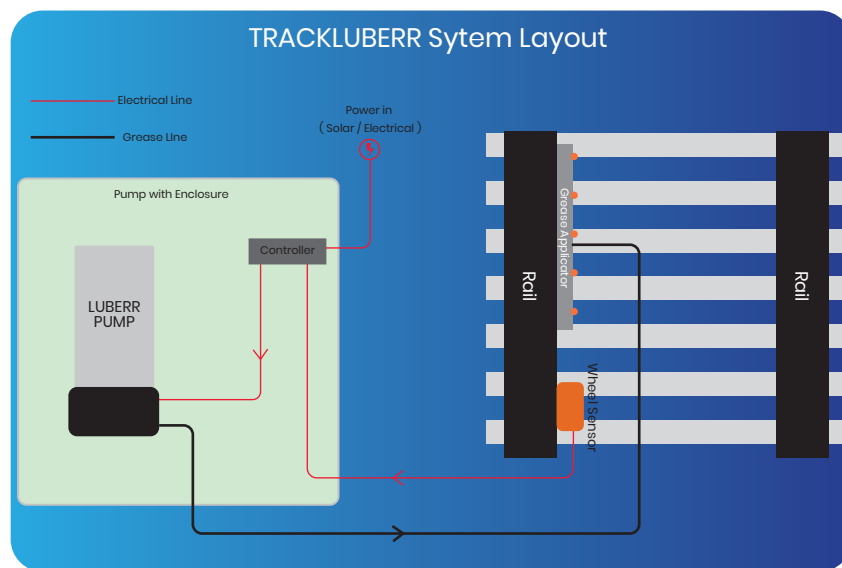 TRACKLUBERR Sytem Layout
Electrical Line
Grease LIne
Power in
( Solar / Electrical )
Pump with Enclosure
Controller
LUBERR
PUMP
Rail
Grease Applicator
Wheel Sensor
Rail